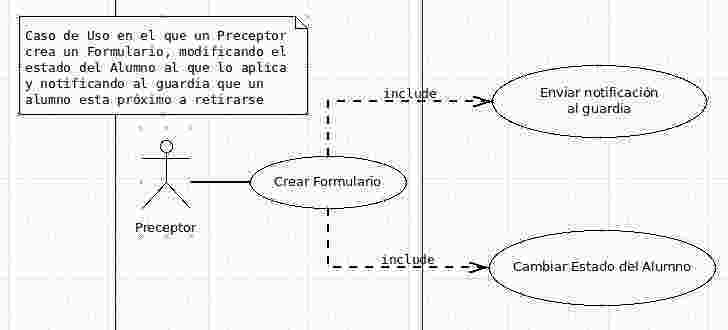 Caso de Uso en el que un Preceptor
crea un Formulario, modificando el
estado del Alumno al que lo aplica
y notificando al guardia que un
alumno esta próximo a retirarse
include
Enviar notificación
al guardia
Crear Formulario
Preceptor
include
Cambiar Estado del Alumno